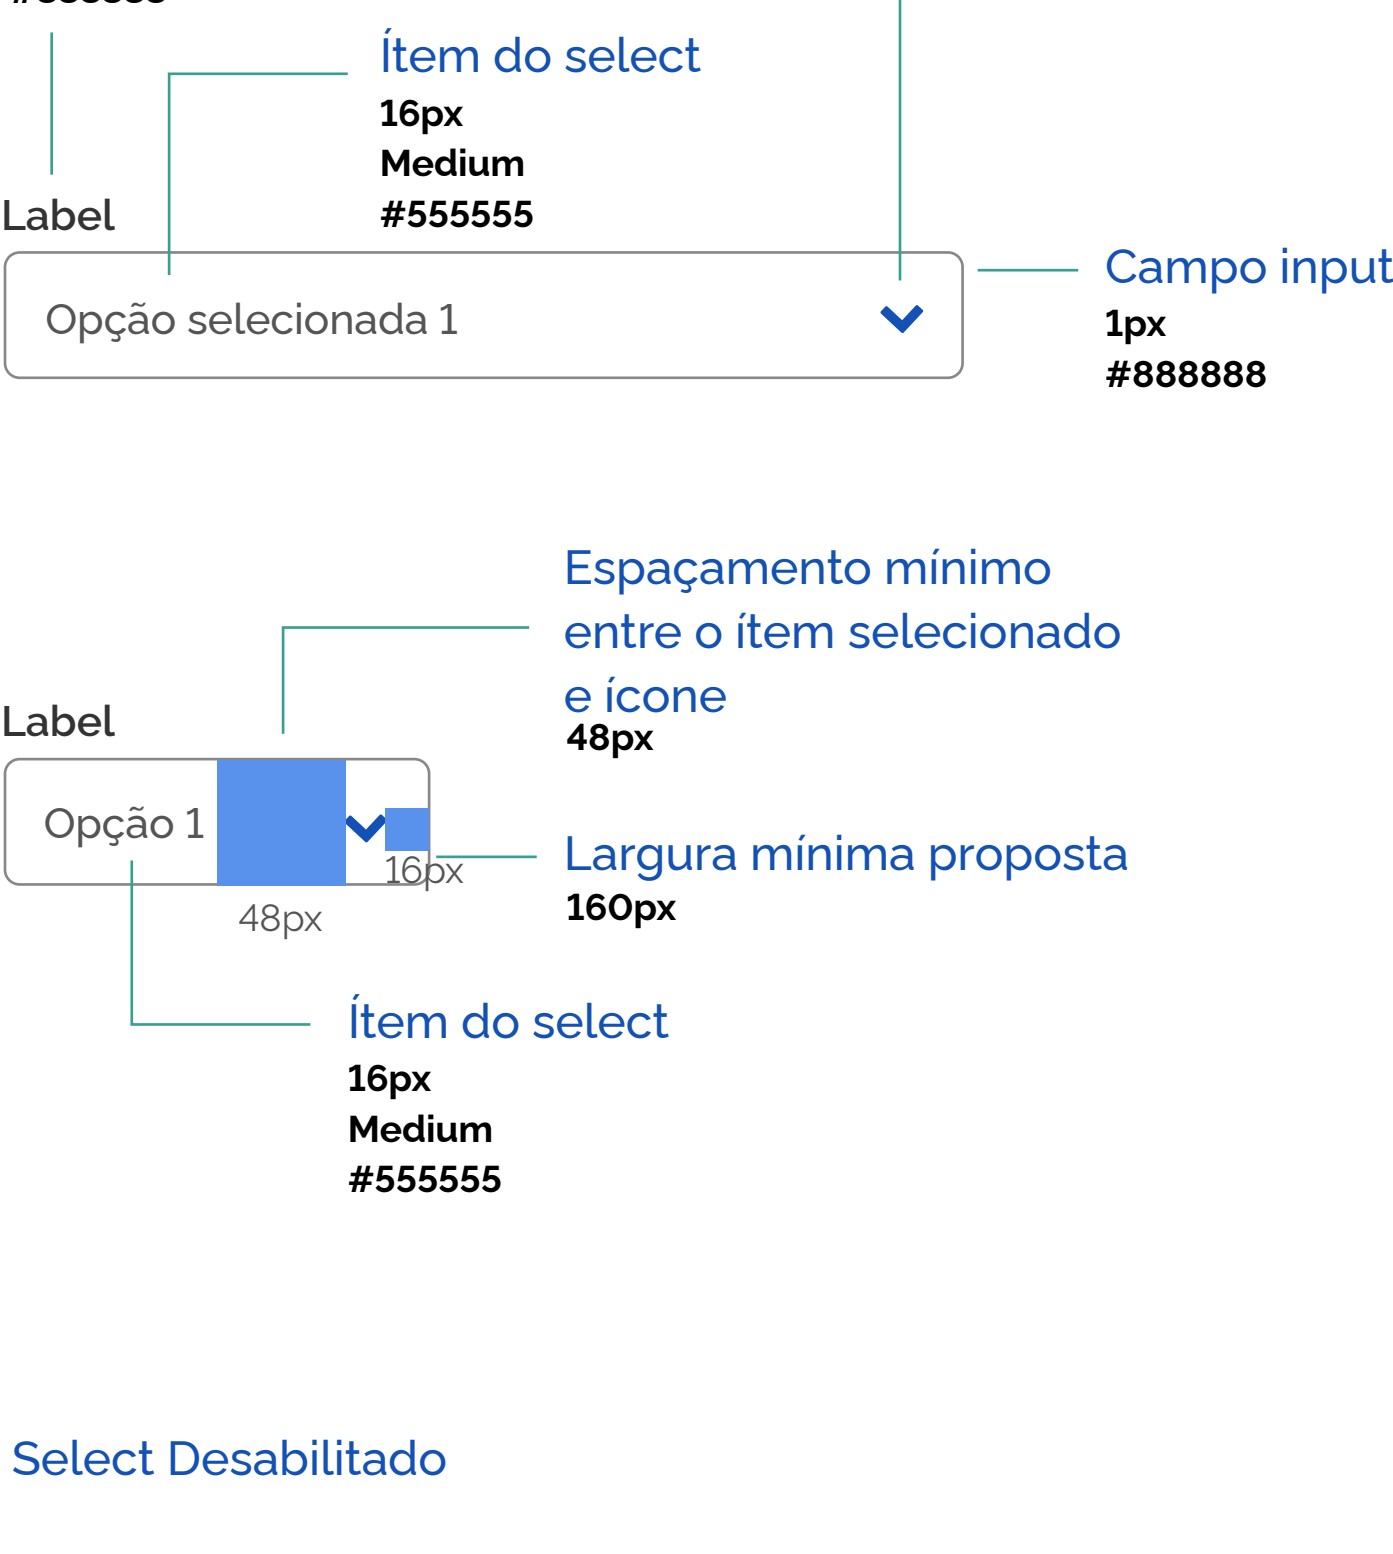 Ítem do select
16px
Medium
#555555
Label
Opção selecionada 1
Campo input
1px
#888888
Espaçamento mínimo
entre o ítem selecionado
e ícone
48px
Label
Opção 1
16px
48px
Largura mínima proposta
160px
Ítem do select
16px
Medium
#555555
Select Desabilitado